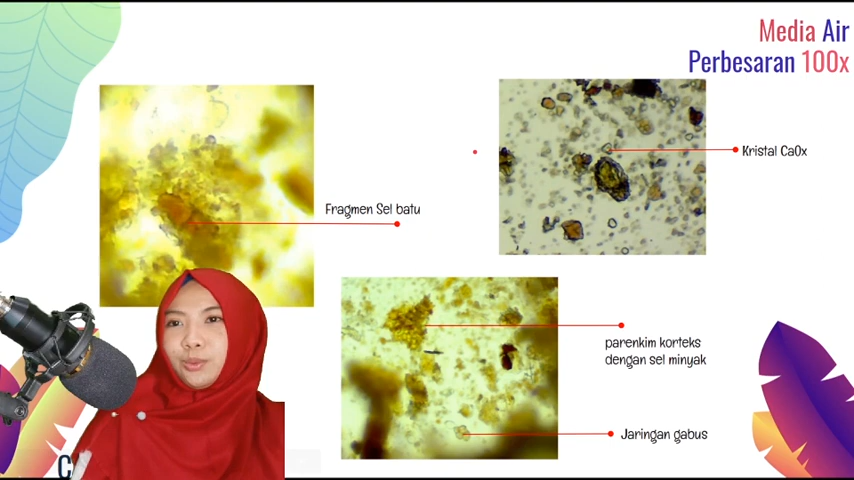 Media Air
Perbesaran 100x
Kristal CaOx
Fragmen Sel batu
parenkim korteks
dengan sel minyak
Jaringan gabus